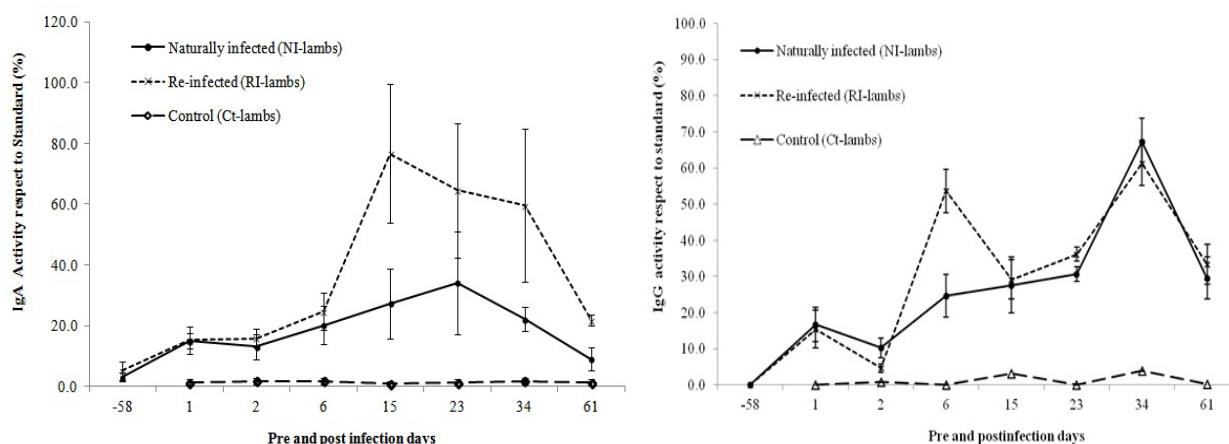 120.0
100.0
80.0
60.0
40.0
20.0
0.0
IgA Activity respect to Standard (%)
Naturally infected (NI-lambs)
Re-infected (RI-lambs)
Control (Ct-lambs)
-58 1 2 6 15 23 34 61
Pre and post infection days
100.0
90.0
80.0
70.0
60.0
50.0
40.0
30.0
20.0
10.0
0.0
IgG activity respect to standard (%)
Naturally infected (NI-lambs)
Re-infected (RI-lambs)
Control (Ct-lambs)
-58 1 2 6 15 23 34 61
Pre and postinfection days